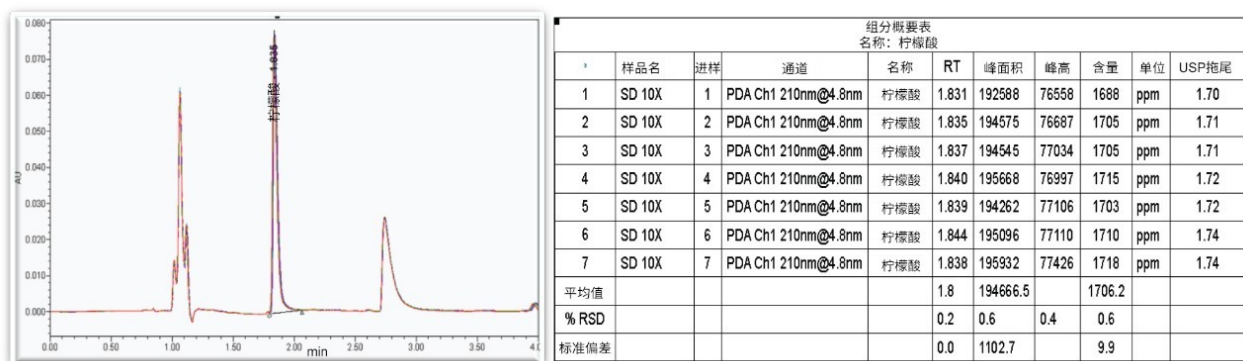 0.080
0.070
0.060
0.050
0.040
0.030
0.020
0.010
0.000
AU
柠檬酸 1.835
0.00 1.00 2.00 3.00 4.0
min
组分概要表
名称：柠檬酸
样品名 进样 通道 名称 RT 峰面积 峰高 含量 单位 USP拖尾
1 SD 10X 1 PDA Ch1 210nm@4.8nm 柠檬酸 1.831 192588 76558 1688 ppm 1.70
2 SD 10X 2 PDA Ch1 210nm@4.8nm 柠檬酸 1.835 194575 76687 1705 ppm 1.71
3 SD 10X 3 PDA Ch1 210nm@4.8nm 柠檬酸 1.837 194545 77034 1705 ppm 1.71
4 SD 10X 4 PDA Ch1 210nm@4.8nm 柠檬酸 1.840 195668 76997 1715 ppm 1.72
5 SD 10X 5 PDA Ch1 210nm@4.8nm 柠檬酸 1.839 194262 77106 1703 ppm 1.72
6 SD 10X 6 PDA Ch1 210nm@4.8nm 柠檬酸 1.844 195096 77110 1710 ppm 1.74
7 SD 10X 7 PDA Ch1 210nm@4.8nm 柠檬酸 1.838 195932 77426 1718 ppm 1.74
平均值 1.8 194666.5 1706.2
% RSD 0.2 0.6 0.4 0.6
标准偏差 0.0 1102.7 9.9